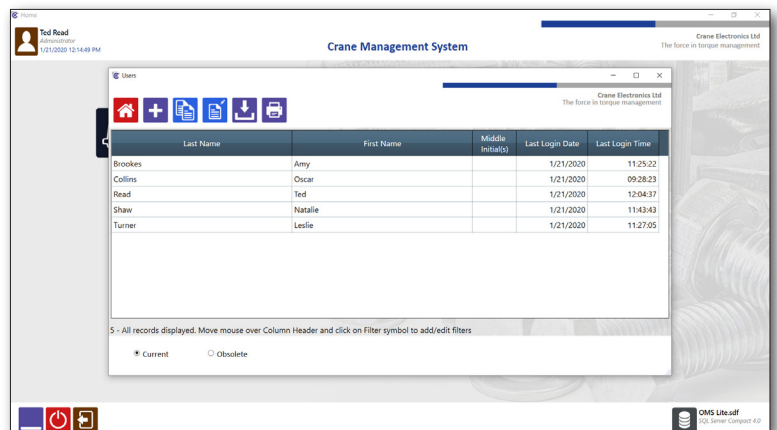 Home
Ted Read
Administrator
1/21/2020 12:14:49 PM
Crane Management System
Crane Electronics Ltd
The force in torque management
Users
Crane Electronics Ltd
The force in torque management
Last Name First Name Middle Initial(s) Last Login Date Last Login Time
Brookes Amy 1/21/2020 11:25:22
Collins Oscar 1/21/2020 09:28:23
Read Ted 1/21/2020 12:04:37
Shaw Natalie 1/21/2020 11:43:43
Turner Leslie 1/21/2020 11:27:05
5 - All records displayed. Move mouse over Column Header and click on Filter symbol to add/edit filters
Current Obsolete
OMS Lite.sdf
SQL Server Compact 4.0